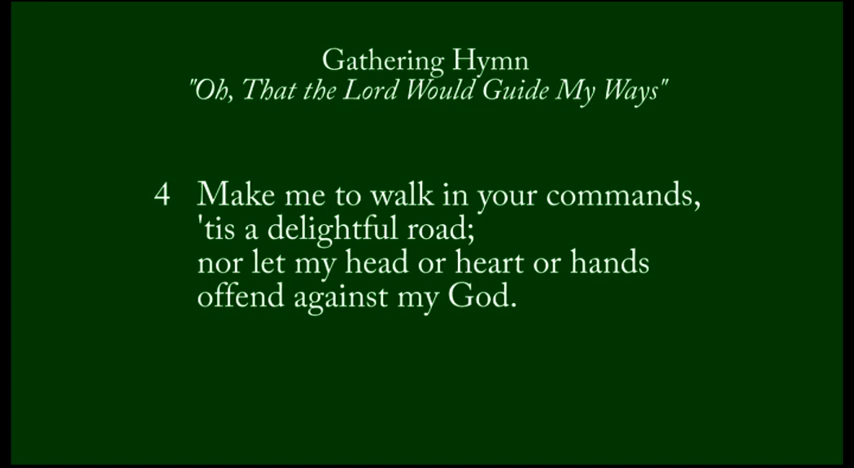 Gathering Hymn
"Oh, That the Lord Would Guide My Ways"
4 Make me to walk in your commands,
'tis a delightful road;
nor let my head or heart or hands
offend against my God.